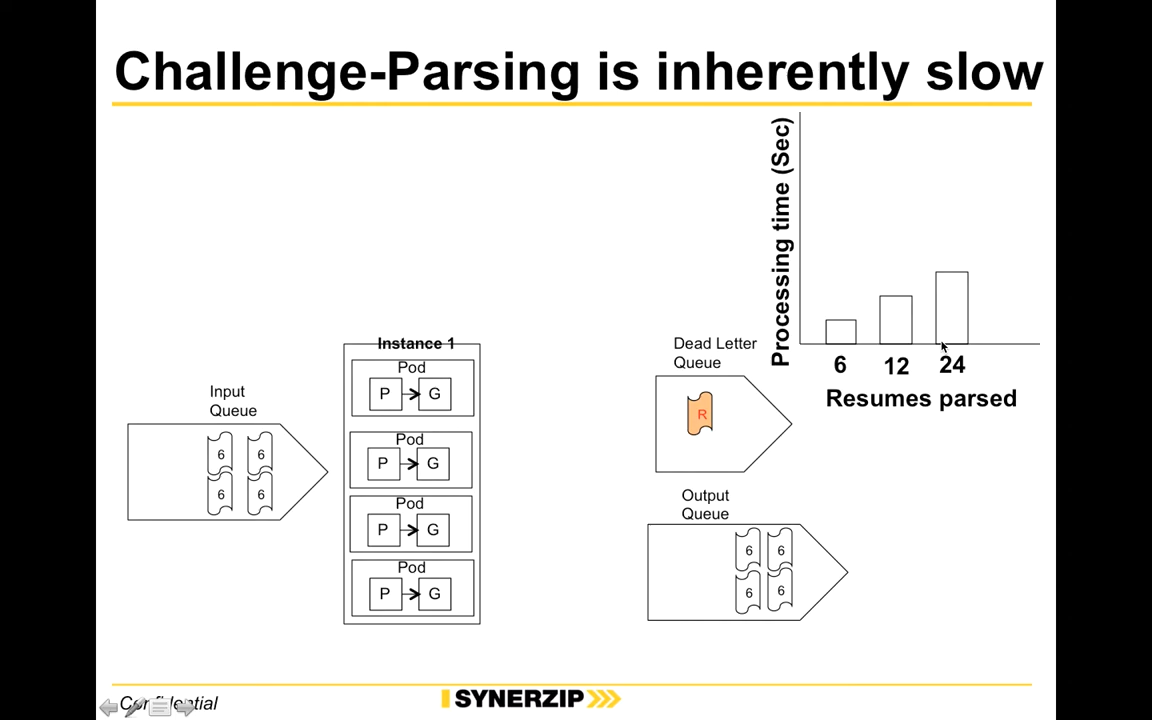 Challenge-Parsing is inherently slow
Processing time (Sec)
6 12 24
Resumes parsed
Input
Queue
6 6
6 6
Instance 1
Pod
P G
Pod
P G
Pod
P G
Pod
P G
Dead Letter
Queue
R
Output
Queue
6 6
6 6
Confidential
SYNERZIP